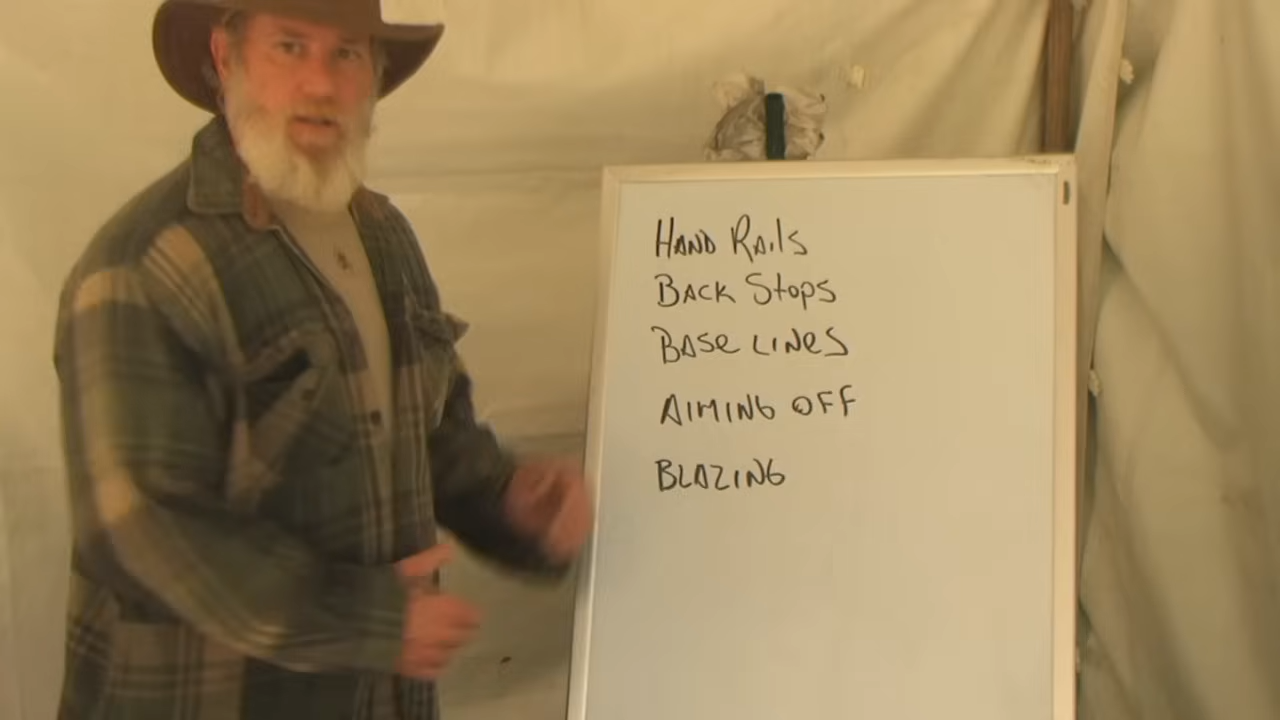 HAND RAils
BACK StopS
BASe LiNeS
AIMING OFF
BLAZING